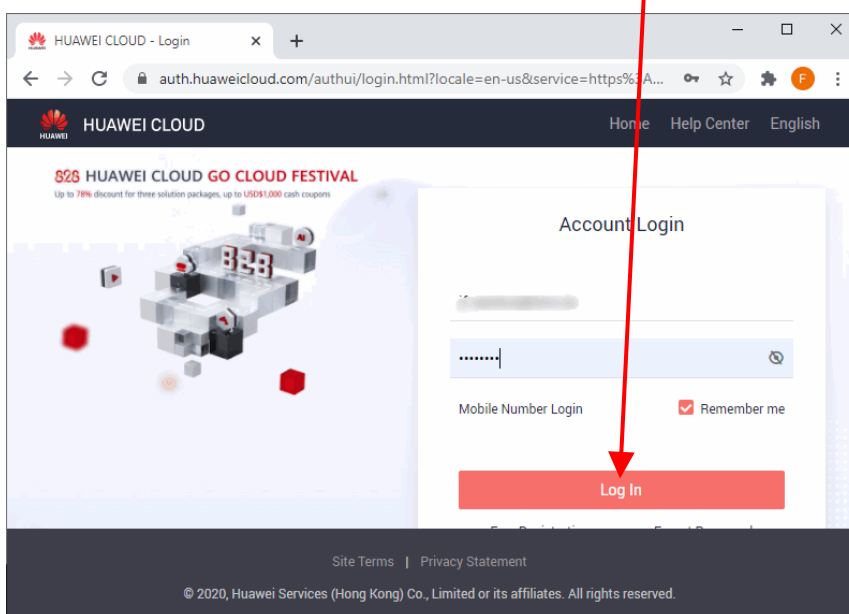 HUAWEI CLOUD - Login
auth.huaweicloud.com/authui/login.html?locale=en-us&service=https%3A...
F
HUAWEI
HUAWEI CLOUD
Home Help Center English
828 HUAWEI CLOUD GO CLOUD FESTIVAL
Up to 78% discount for three solution packages, up to USD$1,000 cash coupons
AI
828
Account Login
Mobile Number Login
Remember me
Log In
Site Terms | Privacy Statement
© 2020, Huawei Services (Hong Kong) Co., Limited or its affiliates. All rights reserved.